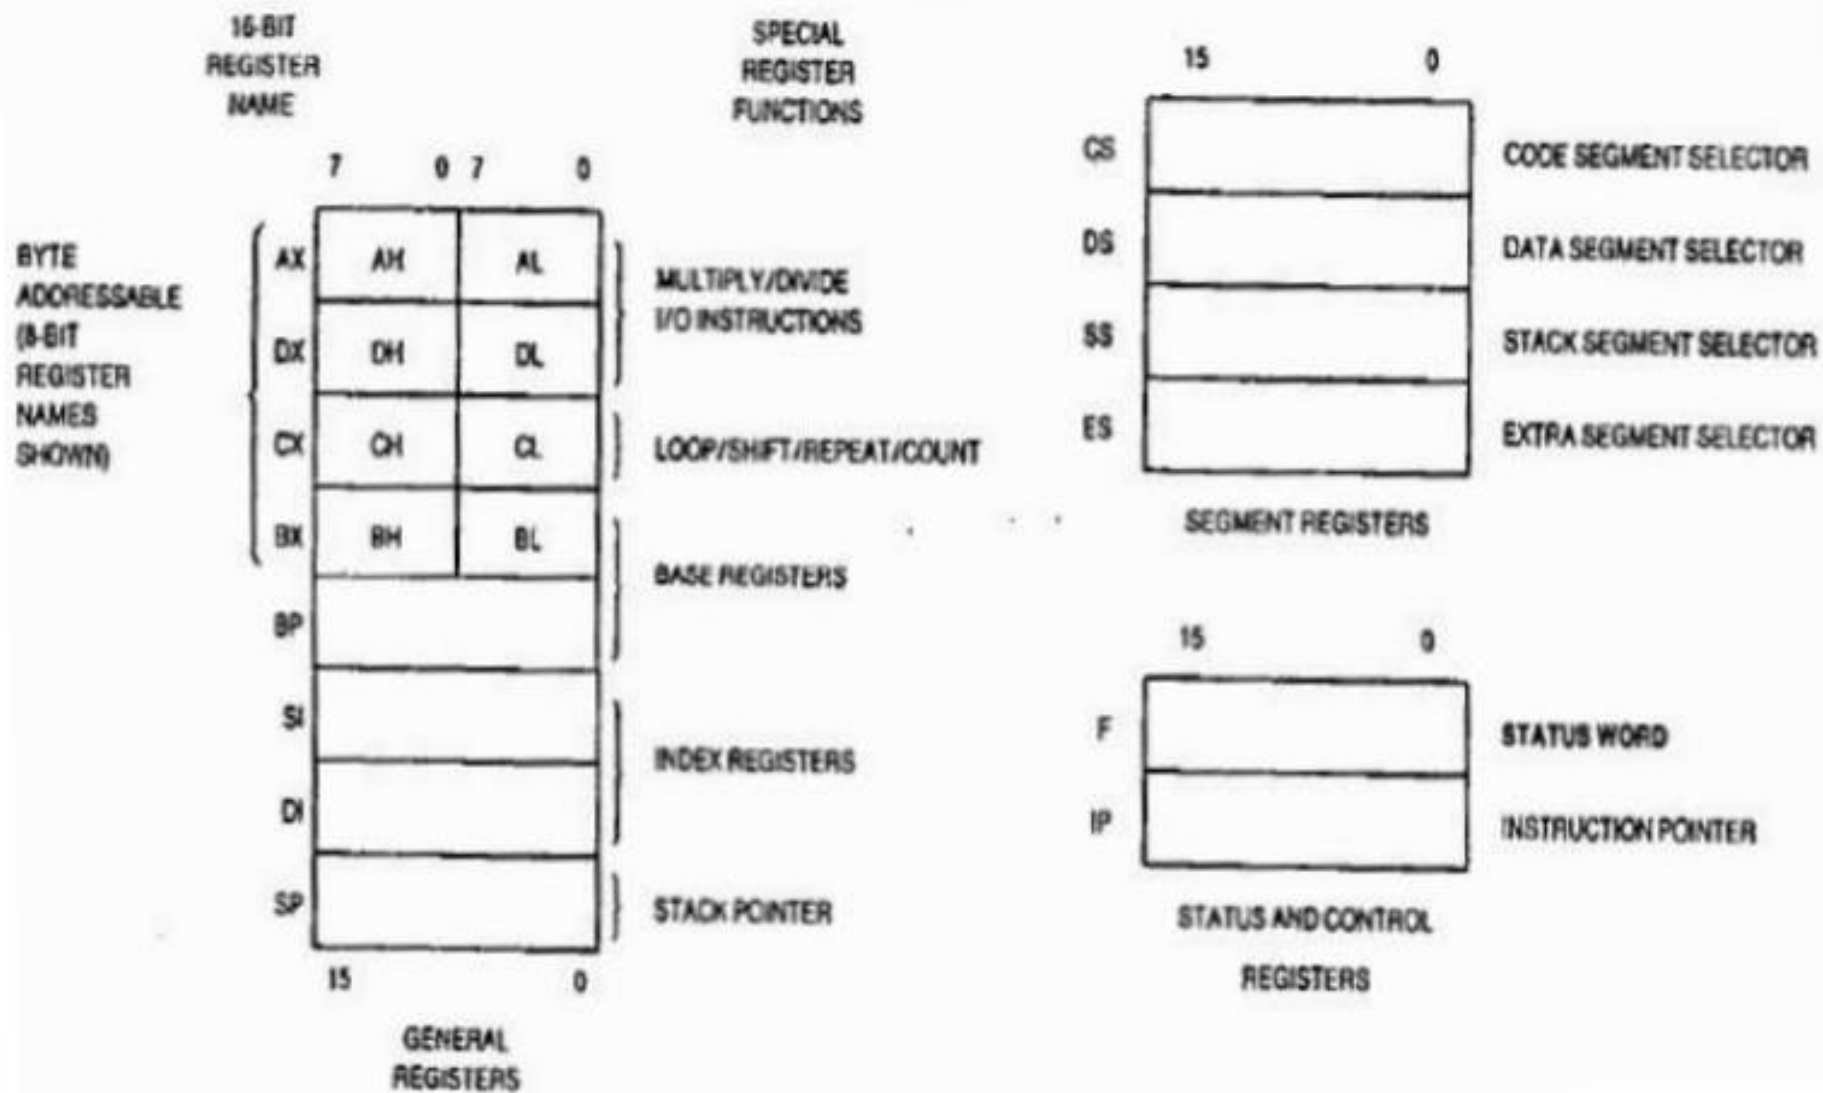 16-BIT
REGISTER
NAME
SPECIAL
REGISTER
FUNCTIONS
7 0 7 0
BYTE
ADDRESSABLE
(8-BIT
REGISTER
NAMES
SHOWN)
AX AH AL
DX DH DL
MULTIPLY/DIVIDE
I/O INSTRUCTIONS
CX CH CL
LOOP/SHIFT/REPEAT/COUNT
BX BH BL
BASE REGISTERS
BP
SI
INDEX REGISTERS
DI
SP
STACK POINTER
15 0
GENERAL
REGISTERS
15 0
CS CODE SEGMENT SELECTOR
DS DATA SEGMENT SELECTOR
SS STACK SEGMENT SELECTOR
ES EXTRA SEGMENT SELECTOR
SEGMENT REGISTERS
15 0
F STATUS WORD
IP INSTRUCTION POINTER
STATUS AND CONTROL
REGISTERS